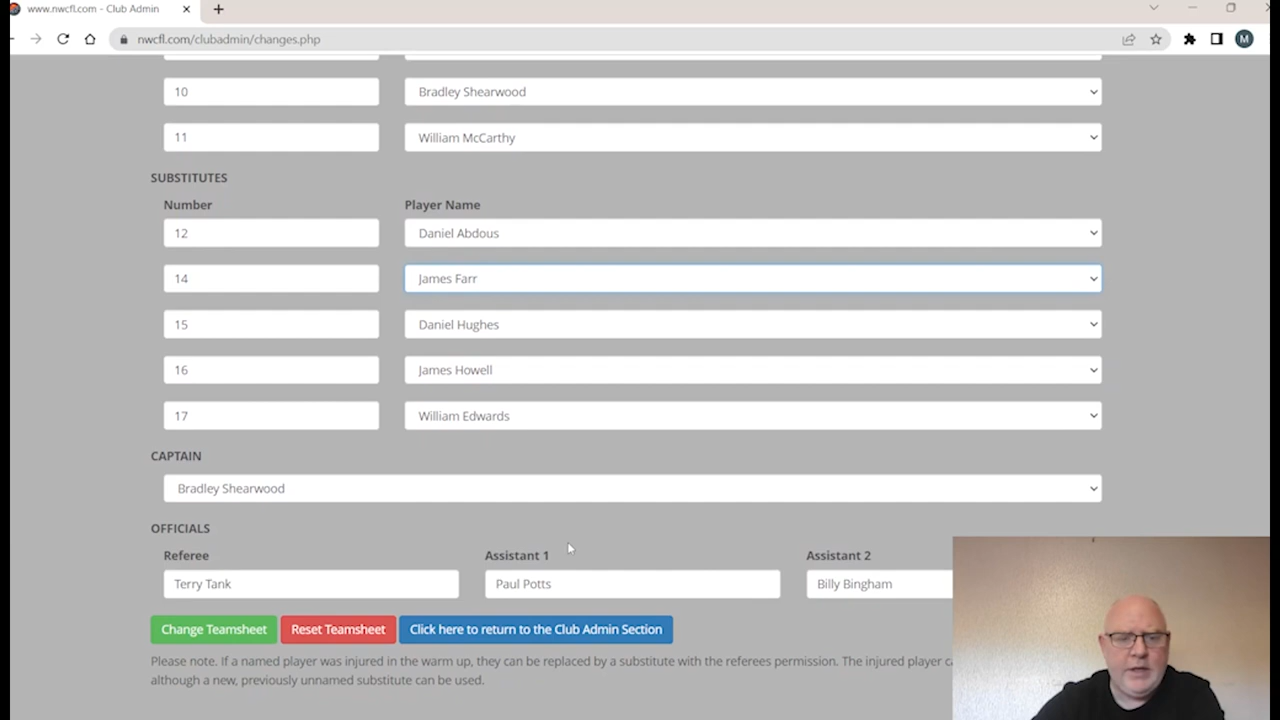 www.nwcfl.com - Club Admin
nwcfl.com/clubadmin/changes.php
M
10 Bradley Shearwood
11 William McCarthy
SUBSTITUTES
Number Player Name
12 Daniel Abdous
14 James Farr
15 Daniel Hughes
16 James Howell
17 William Edwards
CAPTAIN
Bradley Shearwood
OFFICIALS
Referee Assistant 1 Assistant 2
Terry Tank Paul Potts Billy Bingham
Change Teamsheet Reset Teamsheet Click here to return to the Club Admin Section
Please note. If a named player was injured in the warm up, they can be replaced by a substitute with the referees permission. The injured player
although a new, previously unnamed substitute can be used.